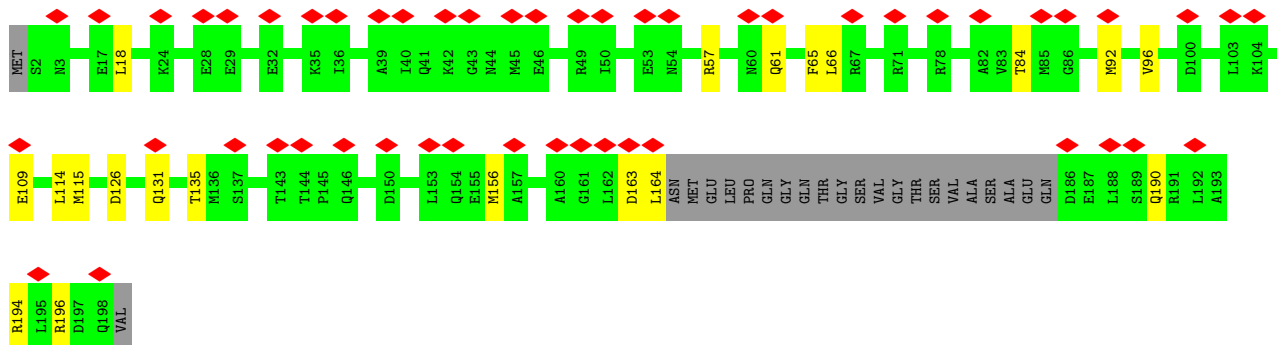 MET S2 N3 E17 L18 K24 E28 E29 E32 K35 I36 A39 I40 Q41 K42 G43 N44 M45 E46 R49 I50 E53 N54 R57 N60 Q61 F65 L66 R67 R71 R78 A82 V83 T84 M85 G86 M92 V96 D100 L103 K104
E109 L114 M115 D126 Q131 T135 M136 S137 T143 T144 P145 Q146 D150 L153 Q154 E155 M156 A157 A160 G161 L162 D163 L164 ASN MET GLU LEU PRO GLN GLY GLN THR GLY SER VAL GLY THR SER VAL ALA SER ALA GLU GLN D186 E187 L188 S189 Q190 R191 L192 A193
R194 L195 R196 D197 Q198 VAL